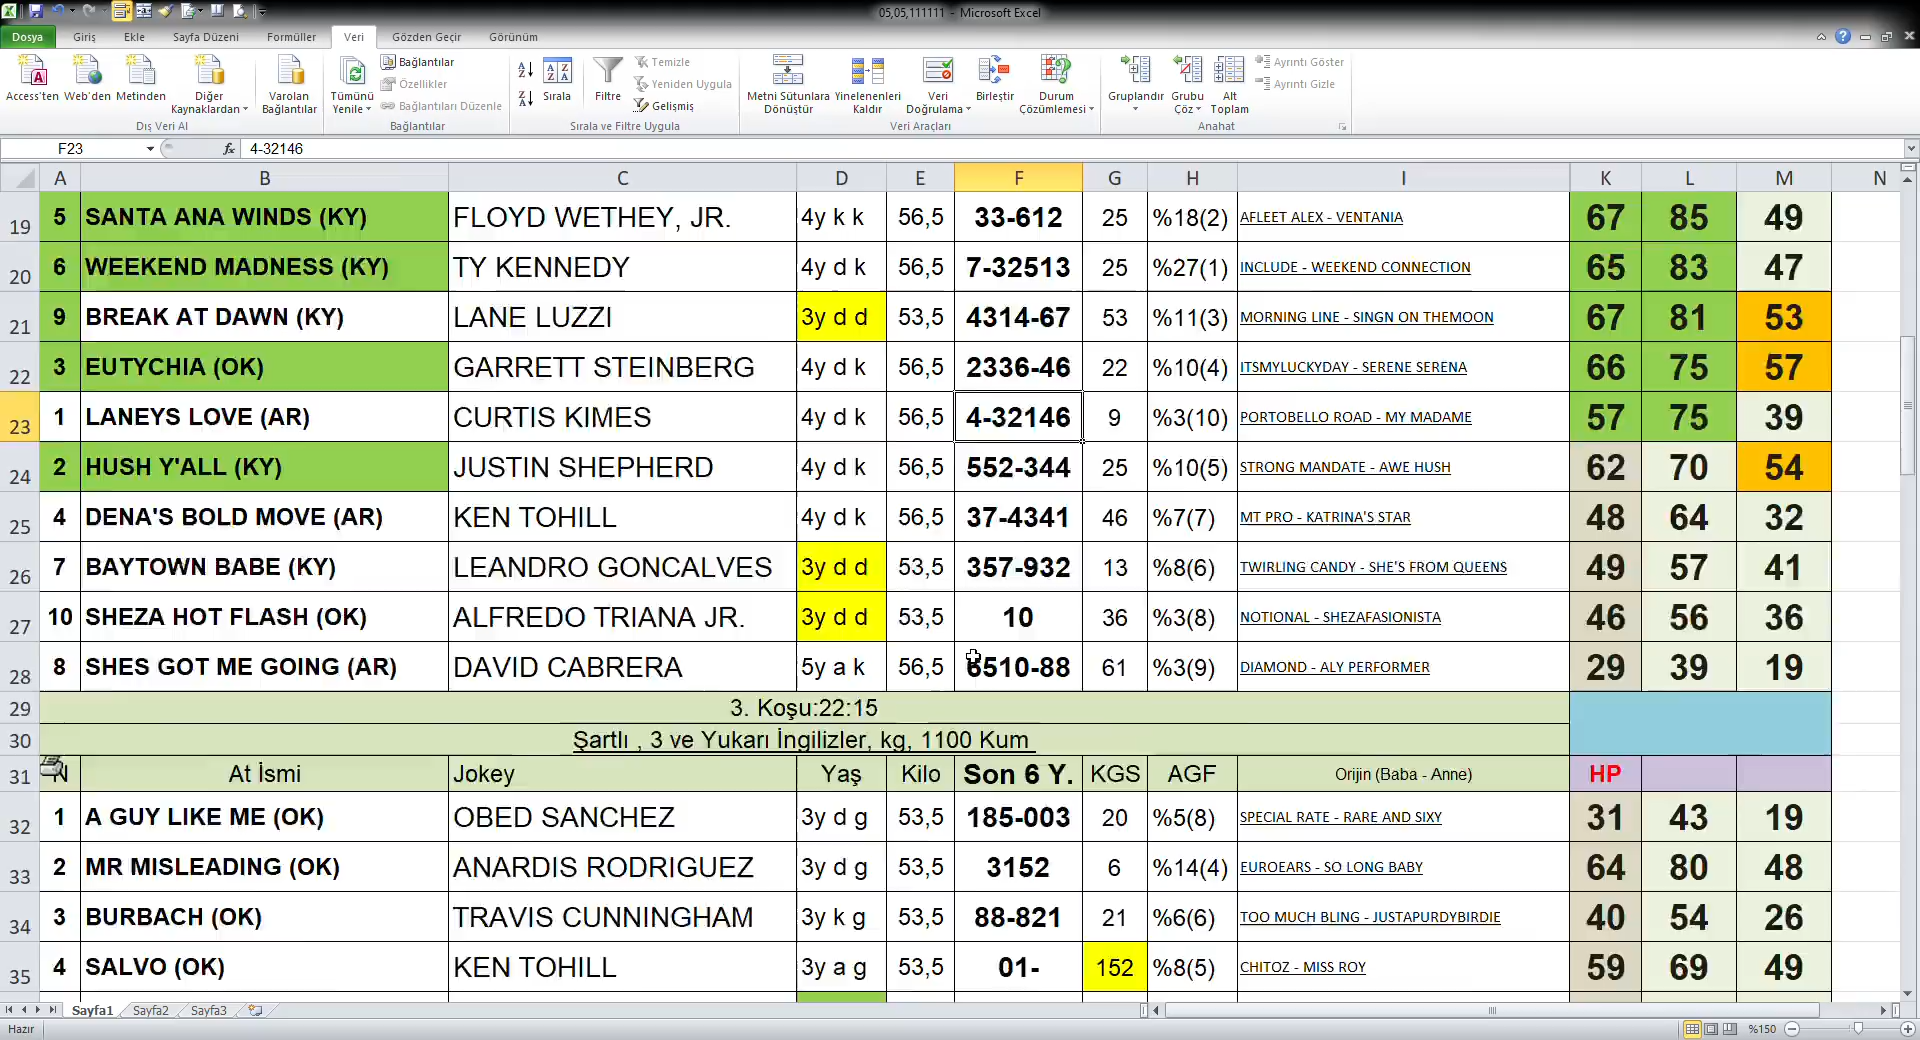 05,05,111111 - Microsoft Excel
Dosya Giriş Ekle Sayfa Düzeni Formüller Veri Gözden Geçir Görünüm
Access'ten Web'den Metinden Diğer Kaynaklardan Varolan Bağlantılar
Dış Veri Al
Tümünü Yenile Bağlantılar Özellikler Bağlantıları Düzenle
Bağlantılar
Sırala Filtre Temizle Yeniden Uygula Gelişmiş
Sırala ve Filtre Uygula
Metni Sütunlara Dönüştür Yinelenenleri Kaldır Veri Doğrulama Birleştir Durum Çözümlemesi
Veri Araçları
Gruplandır Grubu Çöz Alt Toplam Ayrıntı Göster Ayrıntı Gizle
Anahat
F23 fx 4-32146
A B C D E F G H I K L M N
19 5 SANTA ANA WINDS (KY) FLOYD WETHEY, JR. 4y k k 56,5 33-612 25 %18(2) AFLEET ALEX - VENTANIA 67 85 49
20 6 WEEKEND MADNESS (KY) TY KENNEDY 4y d k 56,5 7-32513 25 %27(1) INCLUDE - WEEKEND CONNECTION 65 83 47
21 9 BREAK AT DAWN (KY) LANE LUZZI 3y d d 53,5 4314-67 53 %11(3) MORNING LINE - SINGN ON THEMOON 67 81 53
22 3 EUTYCHIA (OK) GARRETT STEINBERG 4y d k 56,5 2336-46 22 %10(4) ITSMYLUCKYDAY - SERENE SERENA 66 75 57
23 1 LANEYS LOVE (AR) CURTIS KIMES 4y d k 56,5 4-32146 9 %3(10) PORTOBELLO ROAD - MY MADAME 57 75 39
24 2 HUSH Y'ALL (KY) JUSTIN SHEPHERD 4y d k 56,5 552-344 25 %10(5) STRONG MANDATE - AWE HUSH 62 70 54
25 4 DENA'S BOLD MOVE (AR) KEN TOHILL 4y d k 56,5 37-4341 46 %7(7) MT PRO - KATRINA'S STAR 48 64 32
26 7 BAYTOWN BABE (KY) LEANDRO GONCALVES 3y d d 53,5 357-932 13 %8(6) TWIRLING CANDY - SHE'S FROM QUEENS 49 57 41
27 10 SHEZA HOT FLASH (OK) ALFREDO TRIANA JR. 3y d d 53,5 10 36 %3(8) NOTIONAL - SHEZAFASIONISTA 46 56 36
28 8 SHES GOT ME GOING (AR) DAVID CABRERA 5y a k 56,5 6510-88 61 %3(9) DIAMOND - ALY PERFORMER 29 39 19
29 3. Koşu:22:15
30 Şartlı , 3 ve Yukarı İngilizler, kg, 1100 Kum
31 N At İsmi Jokey Yaş Kilo Son 6 Y. KGS AGF Orijin (Baba - Anne) HP
32 1 A GUY LIKE ME (OK) OBED SANCHEZ 3y d g 53,5 185-003 20 %5(8) SPECIAL RATE - RARE AND SIXY 31 43 19
33 2 MR MISLEADING (OK) ANARDIS RODRIGUEZ 3y d g 53,5 3152 6 %14(4) EUROEARS - SO LONG BABY 64 80 48
34 3 BURBACH (OK) TRAVIS CUNNINGHAM 3y k g 53,5 88-821 21 %6(6) TOO MUCH BLING - JUSTAPURDYBIRDIE 40 54 26
35 4 SALVO (OK) KEN TOHILL 3y a g 53,5 01- 152 %8(5) CHITOZ - MISS ROY 59 69 49
Sayfa1 Sayfa2 Sayfa3
Hazır %150